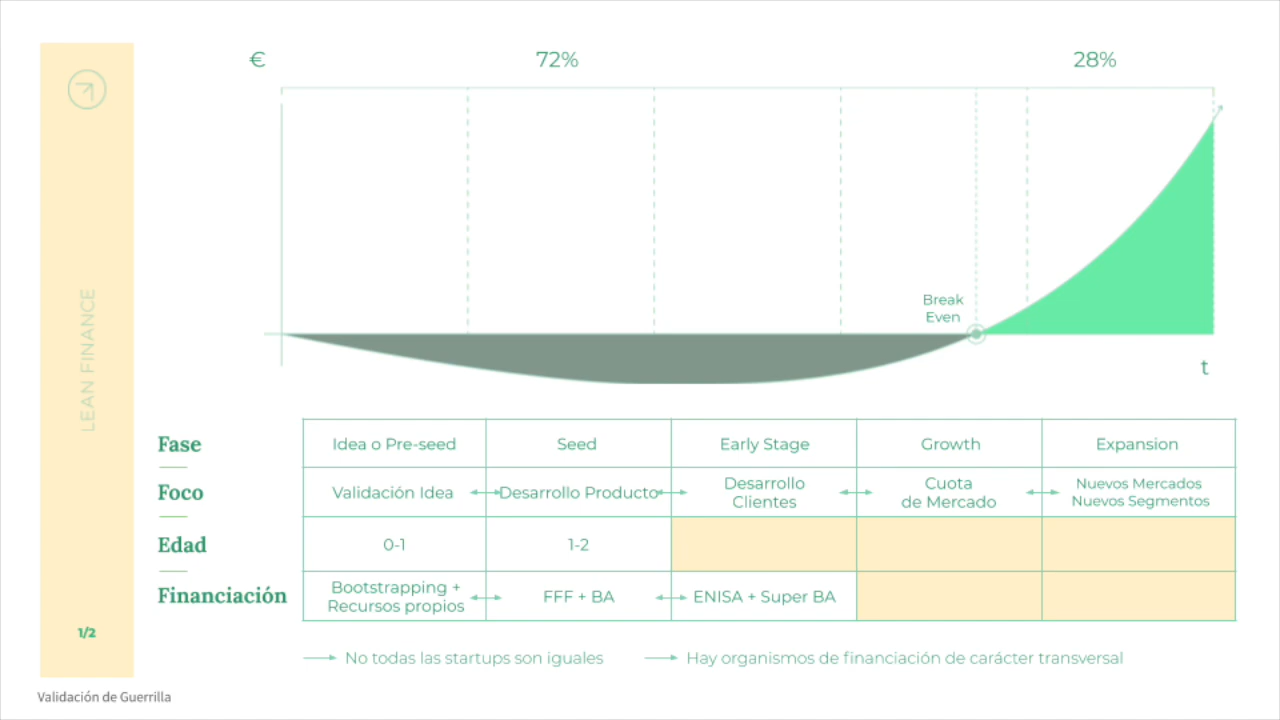 €
72%
28%
LEAN FINANCE
Break
Even
t
Fase
Idea o Pre-seed
Seed
Early Stage
Growth
Expansion
Foco
Validación Idea
Desarrollo Producto
Desarrollo
Clientes
Cuota
de Mercado
Nuevos Mercados
Nuevos Segmentos
Edad
0-1
1-2
Financiación
Bootstrapping +
Recursos propios
FFF + BA
ENISA + Super BA
1/2
No todas las startups son iguales
Hay organismos de financiación de carácter transversal
Validación de Guerrilla